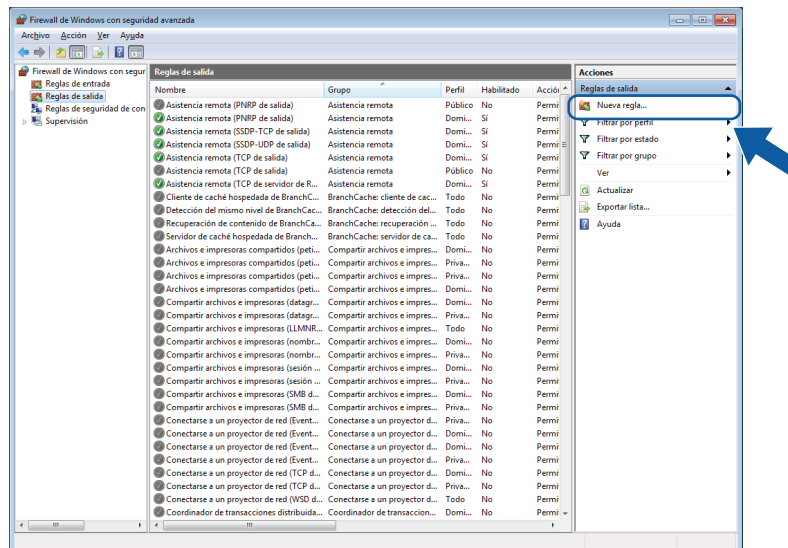 Firewall de Windows con seguridad avanzada
Archivo Acción Ver Ayuda
Firewall de Windows con segur
Reglas de entrada
Reglas de salida
Reglas de seguridad de con
Supervisión
Reglas de salida
Nombre Grupo Perfil Habilitado Acción
Asistencia remota (PNRP de salida) Asistencia remota Público No Permi
Asistencia remota (PNRP de salida) Asistencia remota Domi... Sí Permi
Asistencia remota (SSDP-TCP de salida) Asistencia remota Domi... Sí Permi
Asistencia remota (SSDP-UDP de salida) Asistencia remota Domi... Sí Permi
Asistencia remota (TCP de salida) Asistencia remota Domi... Sí Permi
Asistencia remota (TCP de salida) Asistencia remota Público No Permi
Asistencia remota (TCP de servidor de R... Asistencia remota Domi... Sí Permi
Cliente de caché hospedada de BranchC... BranchCache: cliente de cac... Todo No Permi
Detección del mismo nivel de BranchCac... BranchCache: detección del... Todo No Permi
Recuperación de contenido de BranchCa... BranchCache: recuperación ... Todo No Permi
Servidor de caché hospedada de Branch... BranchCache: servidor de ca... Todo No Permi
Archivos e impresoras compartidos (peti... Compartir archivos e impres... Domi... No Permi
Archivos e impresoras compartidos (peti... Compartir archivos e impres... Priva... No Permi
Archivos e impresoras compartidos (peti... Compartir archivos e impres... Priva... No Permi
Archivos e impresoras compartidos (peti... Compartir archivos e impres... Domi... No Permi
Compartir archivos e impresoras (datagr... Compartir archivos e impres... Domi... No Permi
Compartir archivos e impresoras (datagr... Compartir archivos e impres... Priva... No Permi
Compartir archivos e impresoras (LLMNR... Compartir archivos e impres... Todo No Permi
Compartir archivos e impresoras (nombr... Compartir archivos e impres... Domi... No Permi
Compartir archivos e impresoras (nombr... Compartir archivos e impres... Priva... No Permi
Compartir archivos e impresoras (sesión ... Compartir archivos e impres... Domi... No Permi
Compartir archivos e impresoras (sesión ... Compartir archivos e impres... Priva... No Permi
Compartir archivos e impresoras (SMB d... Compartir archivos e impres... Domi... No Permi
Compartir archivos e impresoras (SMB d... Compartir archivos e impres... Priva... No Permi
Conectarse a un proyector de red (Event... Conectarse a un proyector d... Priva... No Permi
Conectarse a un proyector de red (Event... Conectarse a un proyector d... Domi... No Permi
Conectarse a un proyector de red (Event... Conectarse a un proyector d... Domi... No Permi
Conectarse a un proyector de red (Event... Conectarse a un proyector d... Priva... No Permi
Conectarse a un proyector de red (TCP d... Conectarse a un proyector d... Domi... No Permi
Conectarse a un proyector de red (TCP d... Conectarse a un proyector d... Priva... No Permi
Conectarse a un proyector de red (WSD d... Conectarse a un proyector d... Todo No Permi
Coordinador de transacciones distribuida... Coordinador de transaccion... Domi... No Permi
Acciones
Reglas de salida
Nueva regla...
Filtrar por perfil
Filtrar por estado
Filtrar por grupo
Ver
Actualizar
Exportar lista...
Ayuda